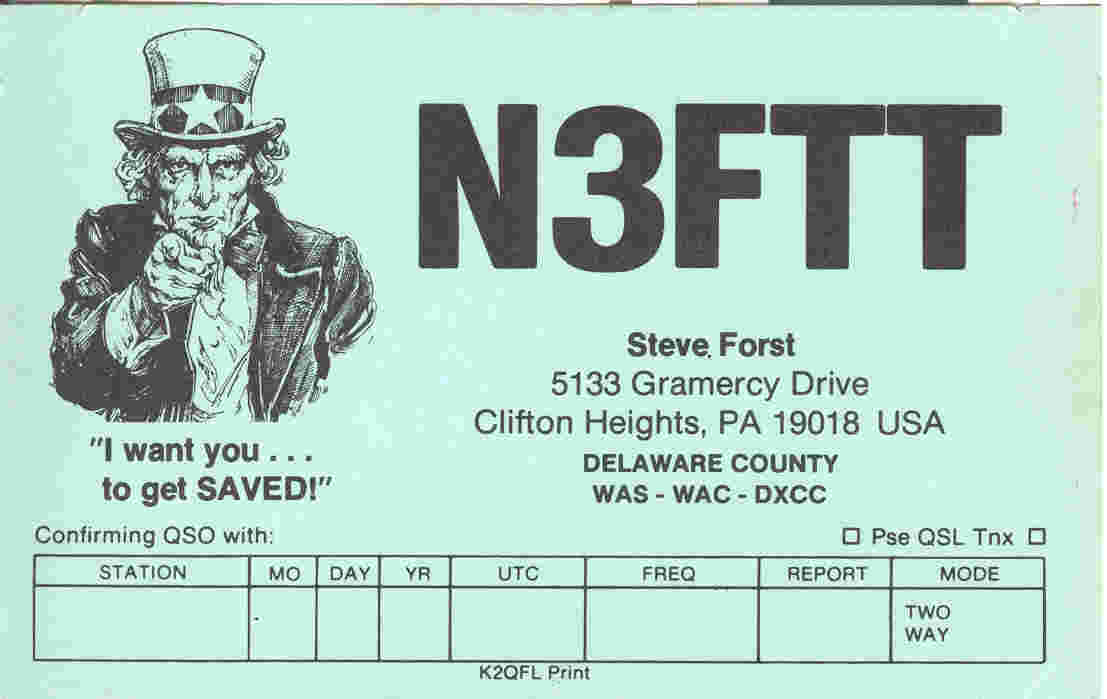 N3FTT
Steve Forst
5133 Gramercy Drive
Clifton Heights, PA 19018 USA
DELAWARE COUNTY
WAS - WAC - DXCC
"I want you . . .
to get SAVED!"
Confirming QSO with:
☐ Pse QSL Tnx ☐
STATION MO DAY YR UTC FREQ REPORT MODE
TWO
WAY
K2QFL Print